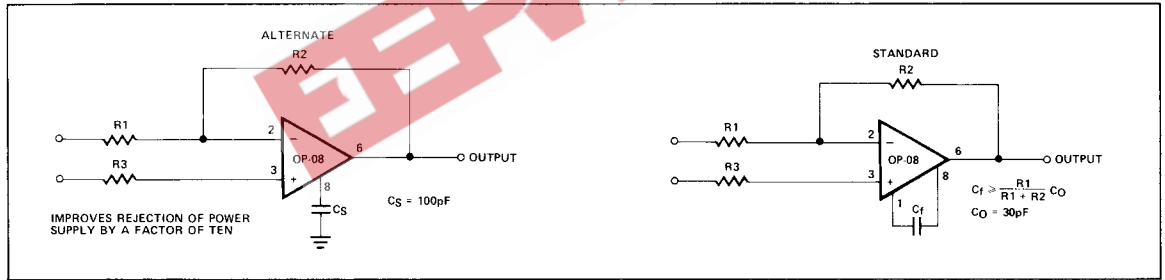 ALTERNATE
R2
R1
2
−
6
OP-08
OUTPUT
R3
3
+
8
CS
CS = 100pF
IMPROVES REJECTION OF POWER
SUPPLY BY A FACTOR OF TEN
STANDARD
R2
R1
2
−
6
OP-08
OUTPUT
R3
3
+
8
1
Cf
Cf ⩾ R1 / R1 + R2 CO
CO = 30pF